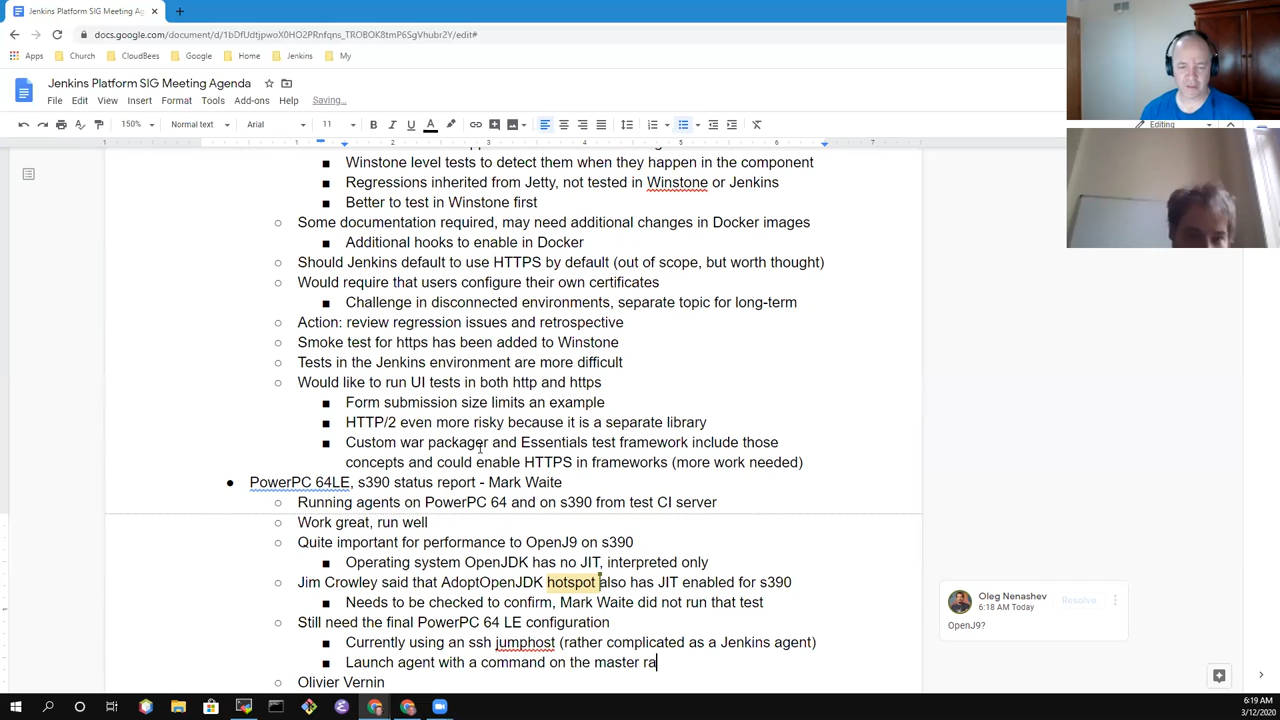 Jenkins Platform SIG Meeting Ag
docs.google.com/document/d/1bDfUdtjpwoX0HO2PRnfqns_TROBOK8tmP6SgVhubr2Y/edit#
Apps Church CloudBees Google Home Jenkins My
Jenkins Platform SIG Meeting Agenda
File Edit View Insert Format Tools Add-ons Help Saving...
150% Normal text Arial 11 Editing
1 1 2 3 4 5 6 7
Winstone level tests to detect them when they happen in the component
Regressions inherited from Jetty, not tested in Winstone or Jenkins
Better to test in Winstone first
Some documentation required, may need additional changes in Docker images
Additional hooks to enable in Docker
Should Jenkins default to use HTTPS by default (out of scope, but worth thought)
Would require that users configure their own certificates
Challenge in disconnected environments, separate topic for long-term
Action: review regression issues and retrospective
Smoke test for https has been added to Winstone
Tests in the Jenkins environment are more difficult
Would like to run UI tests in both http and https
Form submission size limits an example
HTTP/2 even more risky because it is a separate library
Custom war packager and Essentials test framework include those
concepts and could enable HTTPS in frameworks (more work needed)
PowerPC 64LE, s390 status report - Mark Waite
Running agents on PowerPC 64 and on s390 from test CI server
Work great, run well
Quite important for performance to OpenJ9 on s390
Operating system OpenJDK has no JIT, interpreted only
Jim Crowley said that AdoptOpenJDK hotspot also has JIT enabled for s390
Needs to be checked to confirm, Mark Waite did not run that test
Still need the final PowerPC 64 LE configuration
Currently using an ssh jumphost (rather complicated as a Jenkins agent)
Launch agent with a command on the master ra
Olivier Vernin
Oleg Nenashev
6:18 AM Today
Resolve
OpenJ9?
6:19 AM
3/12/2020